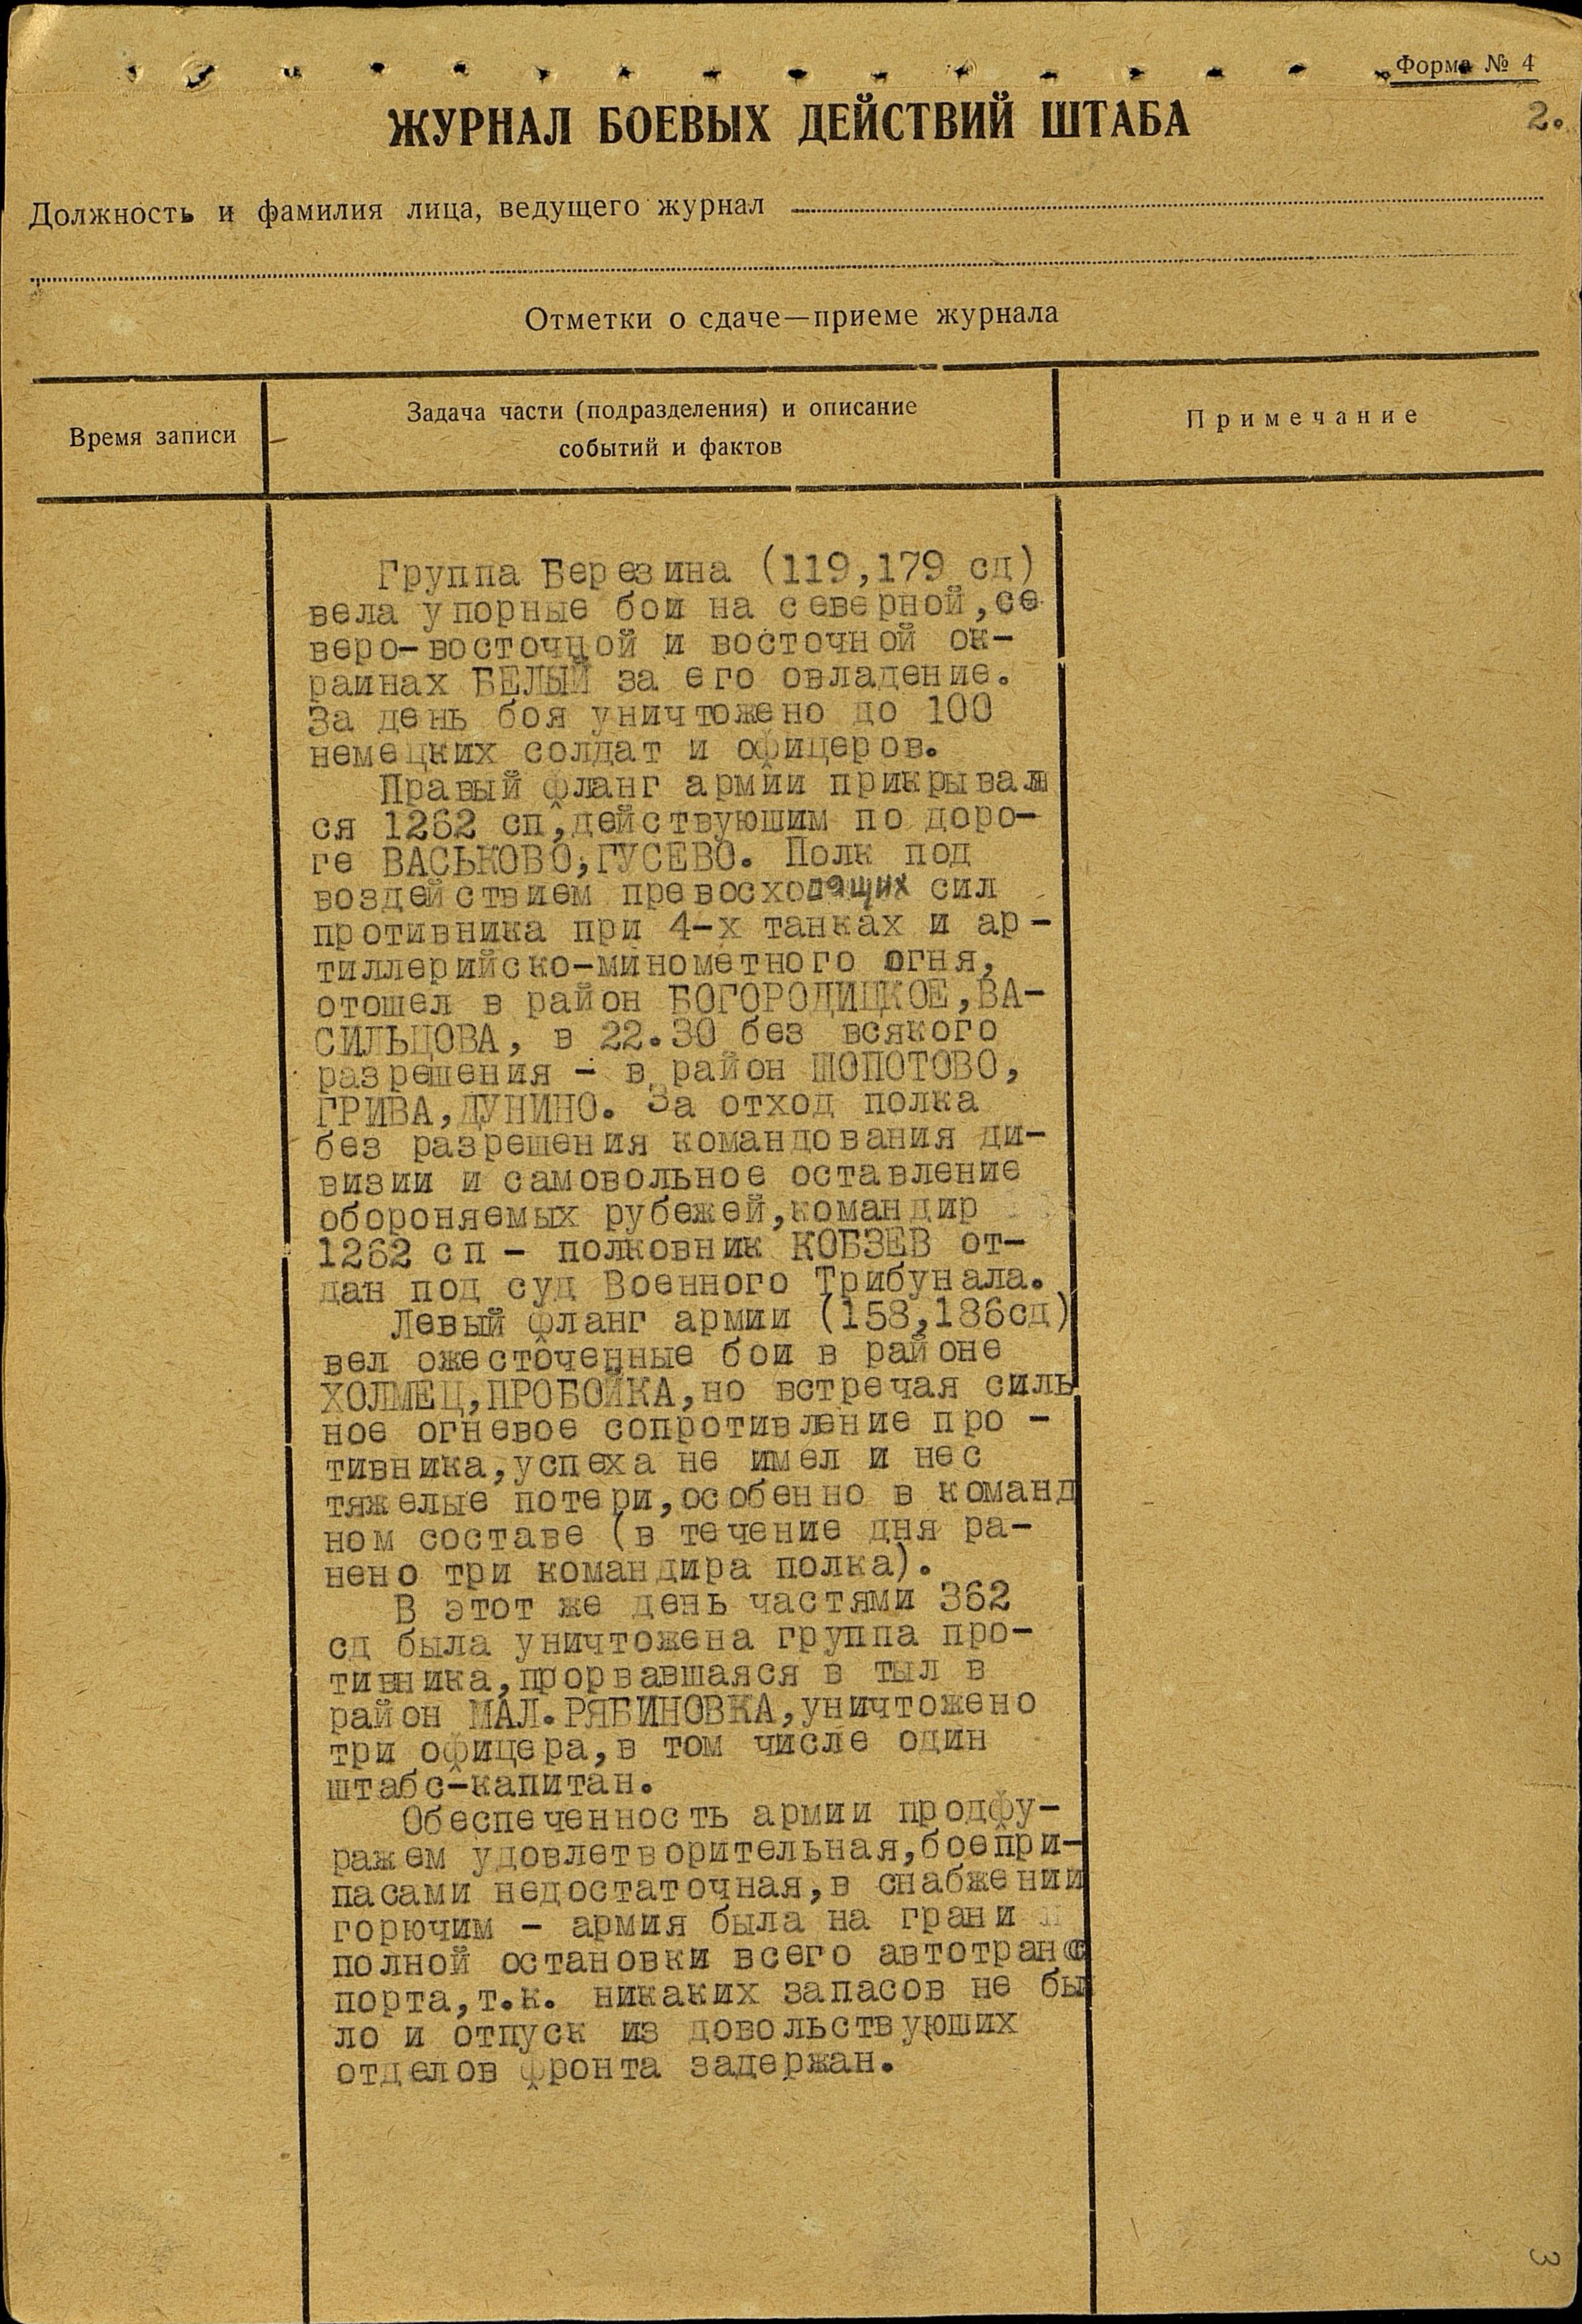 Форма № 4
2.
ЖУРНАЛ БОЕВЫХ ДЕЙСТВИЙ ШТАБА
Должность и фамилия лица, ведущего журнал
Отметки о сдаче—приеме журнала
Время записи
Задача части (подразделения) и описание
событий и фактов
Примечание
Группа Березина (119,179 сд)
вела упорные бои на северной,се
веро-восточной и восточной ок-
раинах БЕЛЫЙ за его овладение.
За день боя уничтожено до 100
немецких солдат и офицеров.
Правый фланг армии прикрывал
ся 1262 сп,действуюшим по доро-
ге ВАСЬКОВО,ГУСЕВО. Полк под
воздействием превосходящих сил
противника при 4-х танках и ар-
тиллерийско-минометного огня,
отошел в район БОГОРОДИЦКОЕ,ВА-
СИЛЬЦОВА, в 22.30 без всякого
разрешения - в район ШОПОТОВО,
ГРИВА,ДУНИНО. За отход полка
без разрешения командования ди-
визии и самовольное оставление
обороняемых рубежей,командир
1262 сп - полковник КОБЗЕВ от-
дан под суд Военного Трибунала.
Левый фланг армии (158,186сд)
вел ожесточенные бои в районе
ХОЛМЕЦ,ПРОБОЙКА,но встречая силь
ное огневое сопротивление про -
тивника,успеха не имел и нес
тяжелые потери,особенно в команд
ном составе (в течение дня ра-
нено три командира полка).
В этот же день частями 362
сд была уничтожена группа про-
тивника,прорвавшаяся в тыл в
район МАЛ.РЯБИНОВКА,уничтожено
три офицера,в том числе один
штабс-капитан.
Обеспеченность армии продфу-
ражем удовлетворительная,боепри-
пасами недостаточная,в снабжении
горючим - армия была на грани
полной остановки всего автотранс
порта,т.к. никаких запасов не бы
ло и отпуск из довольствуюших
отделов фронта задержан.
3